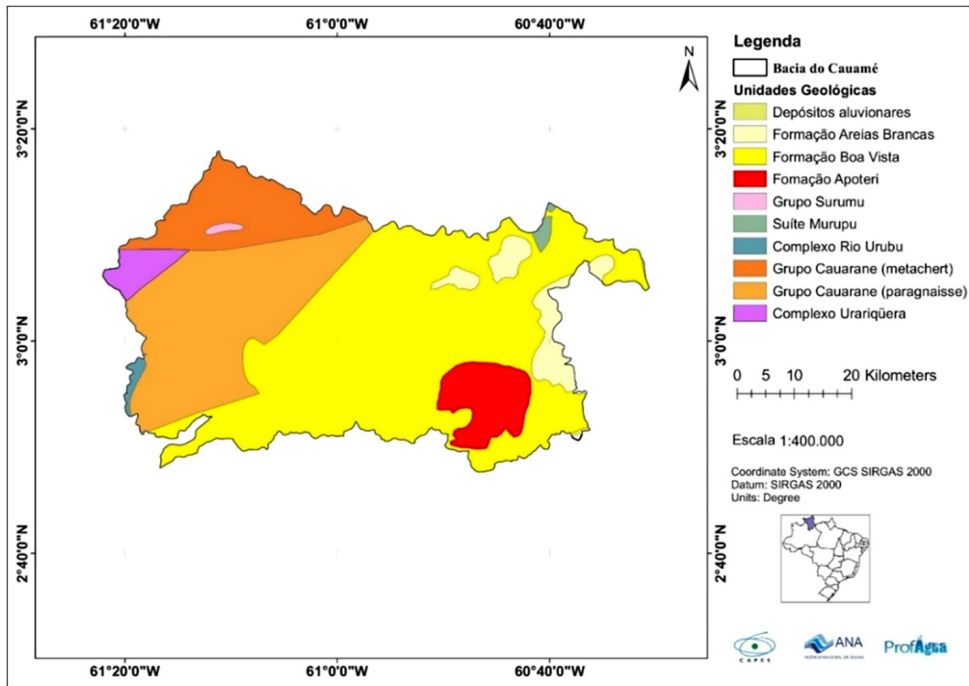 61°20'0"W
61°0'0"W
60°40'0"W
3°20'0"N
3°0'0"N
2°40'0"N
3°20'0"N
3°0'0"N
2°40'0"N
61°20'0"W
61°0'0"W
60°40'0"W
N
Legenda
Bacia do Cauamé
Unidades Geológicas
Depósitos aluvionares
Formação Areias Brancas
Formação Boa Vista
Fomação Apoteri
Grupo Surumu
Suíte Murupu
Complexo Rio Urubu
Grupo Cauarane (metachert)
Grupo Cauarane (paragnaisse)
Complexo Urariqüera
0 5 10 20 Kilometers
Escala 1:400.000
Coordinate System: GCS SIRGAS 2000
Datum: SIRGAS 2000
Units: Degree
CAPES
ANA
AGÊNCIA NACIONAL DE ÁGUAS
ProfÁgua